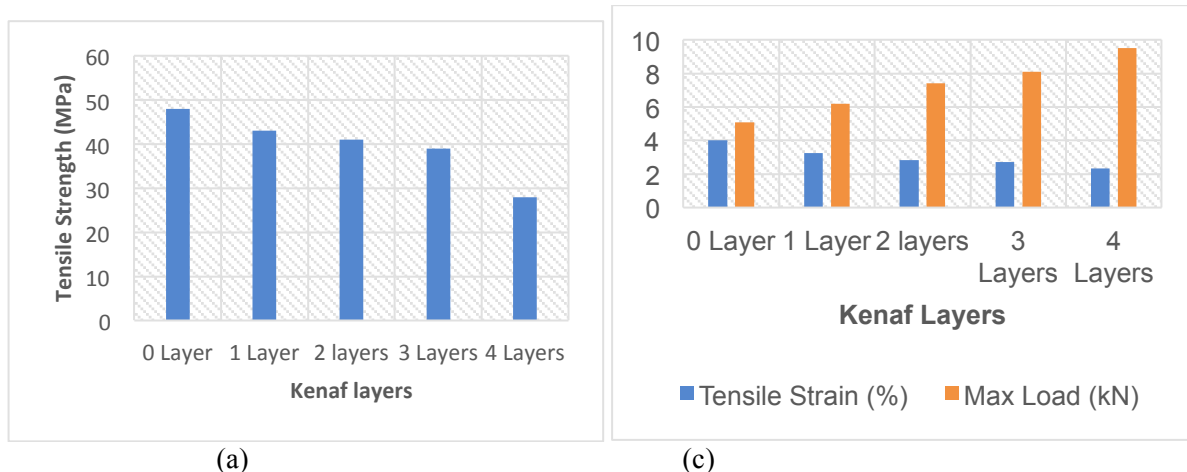 60
50
40
30
20
10
0
Tensile Strength (MPa)
0 Layer 1 Layer 2 layers 3 Layers 4 Layers
Kenaf layers
(a)
10
8
6
4
2
0
0 Layer 1 Layer 2 layers 3 Layers 4 Layers
Kenaf Layers
Tensile Strain (%) Max Load (kN)
(c)